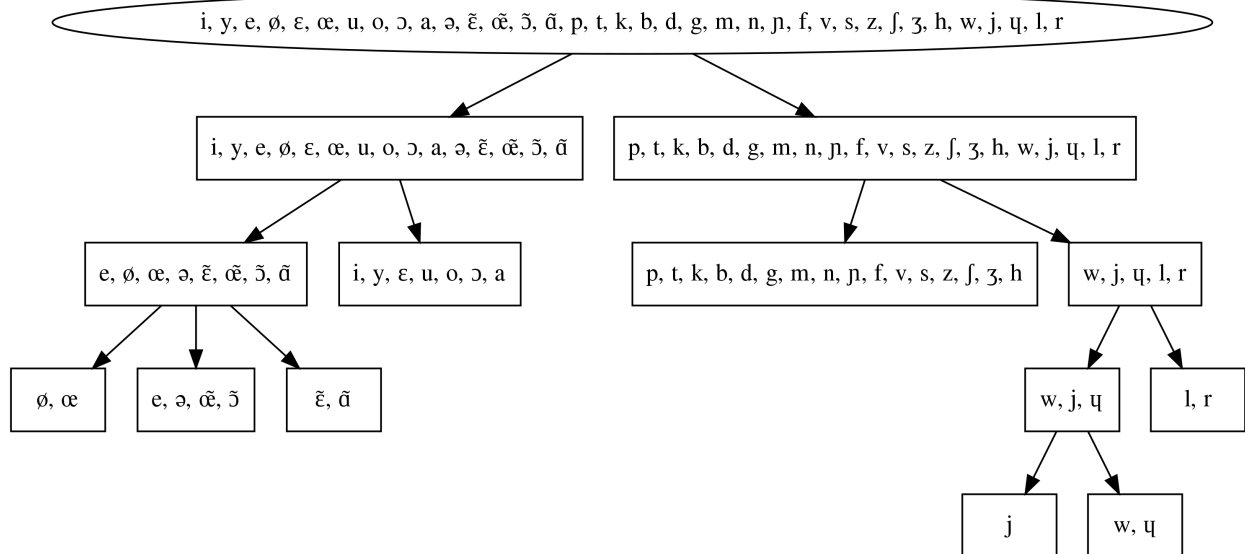 i, y, e, ø, ɛ, œ, u, o, ɔ, a, ə, ɛ̃, œ̃, ɔ̃, ɑ̃, p, t, k, b, d, g, m, n, ɲ, f, v, s, z, ʃ, ʒ, h, w, j, ɥ, l, r
i, y, e, ø, ɛ, œ, u, o, ɔ, a, ə, ɛ̃, œ̃, ɔ̃, ɑ̃
p, t, k, b, d, g, m, n, ɲ, f, v, s, z, ʃ, ʒ, h, w, j, ɥ, l, r
e, ø, œ, ə, ɛ̃, œ̃, ɔ̃, ɑ̃
i, y, ɛ, u, o, ɔ, a
p, t, k, b, d, g, m, n, ɲ, f, v, s, z, ʃ, ʒ, h
w, j, ɥ, l, r
ø, œ
e, ə, œ̃, ɔ̃
ɛ̃, ɑ̃
w, j, ɥ
l, r
j
w, ɥ